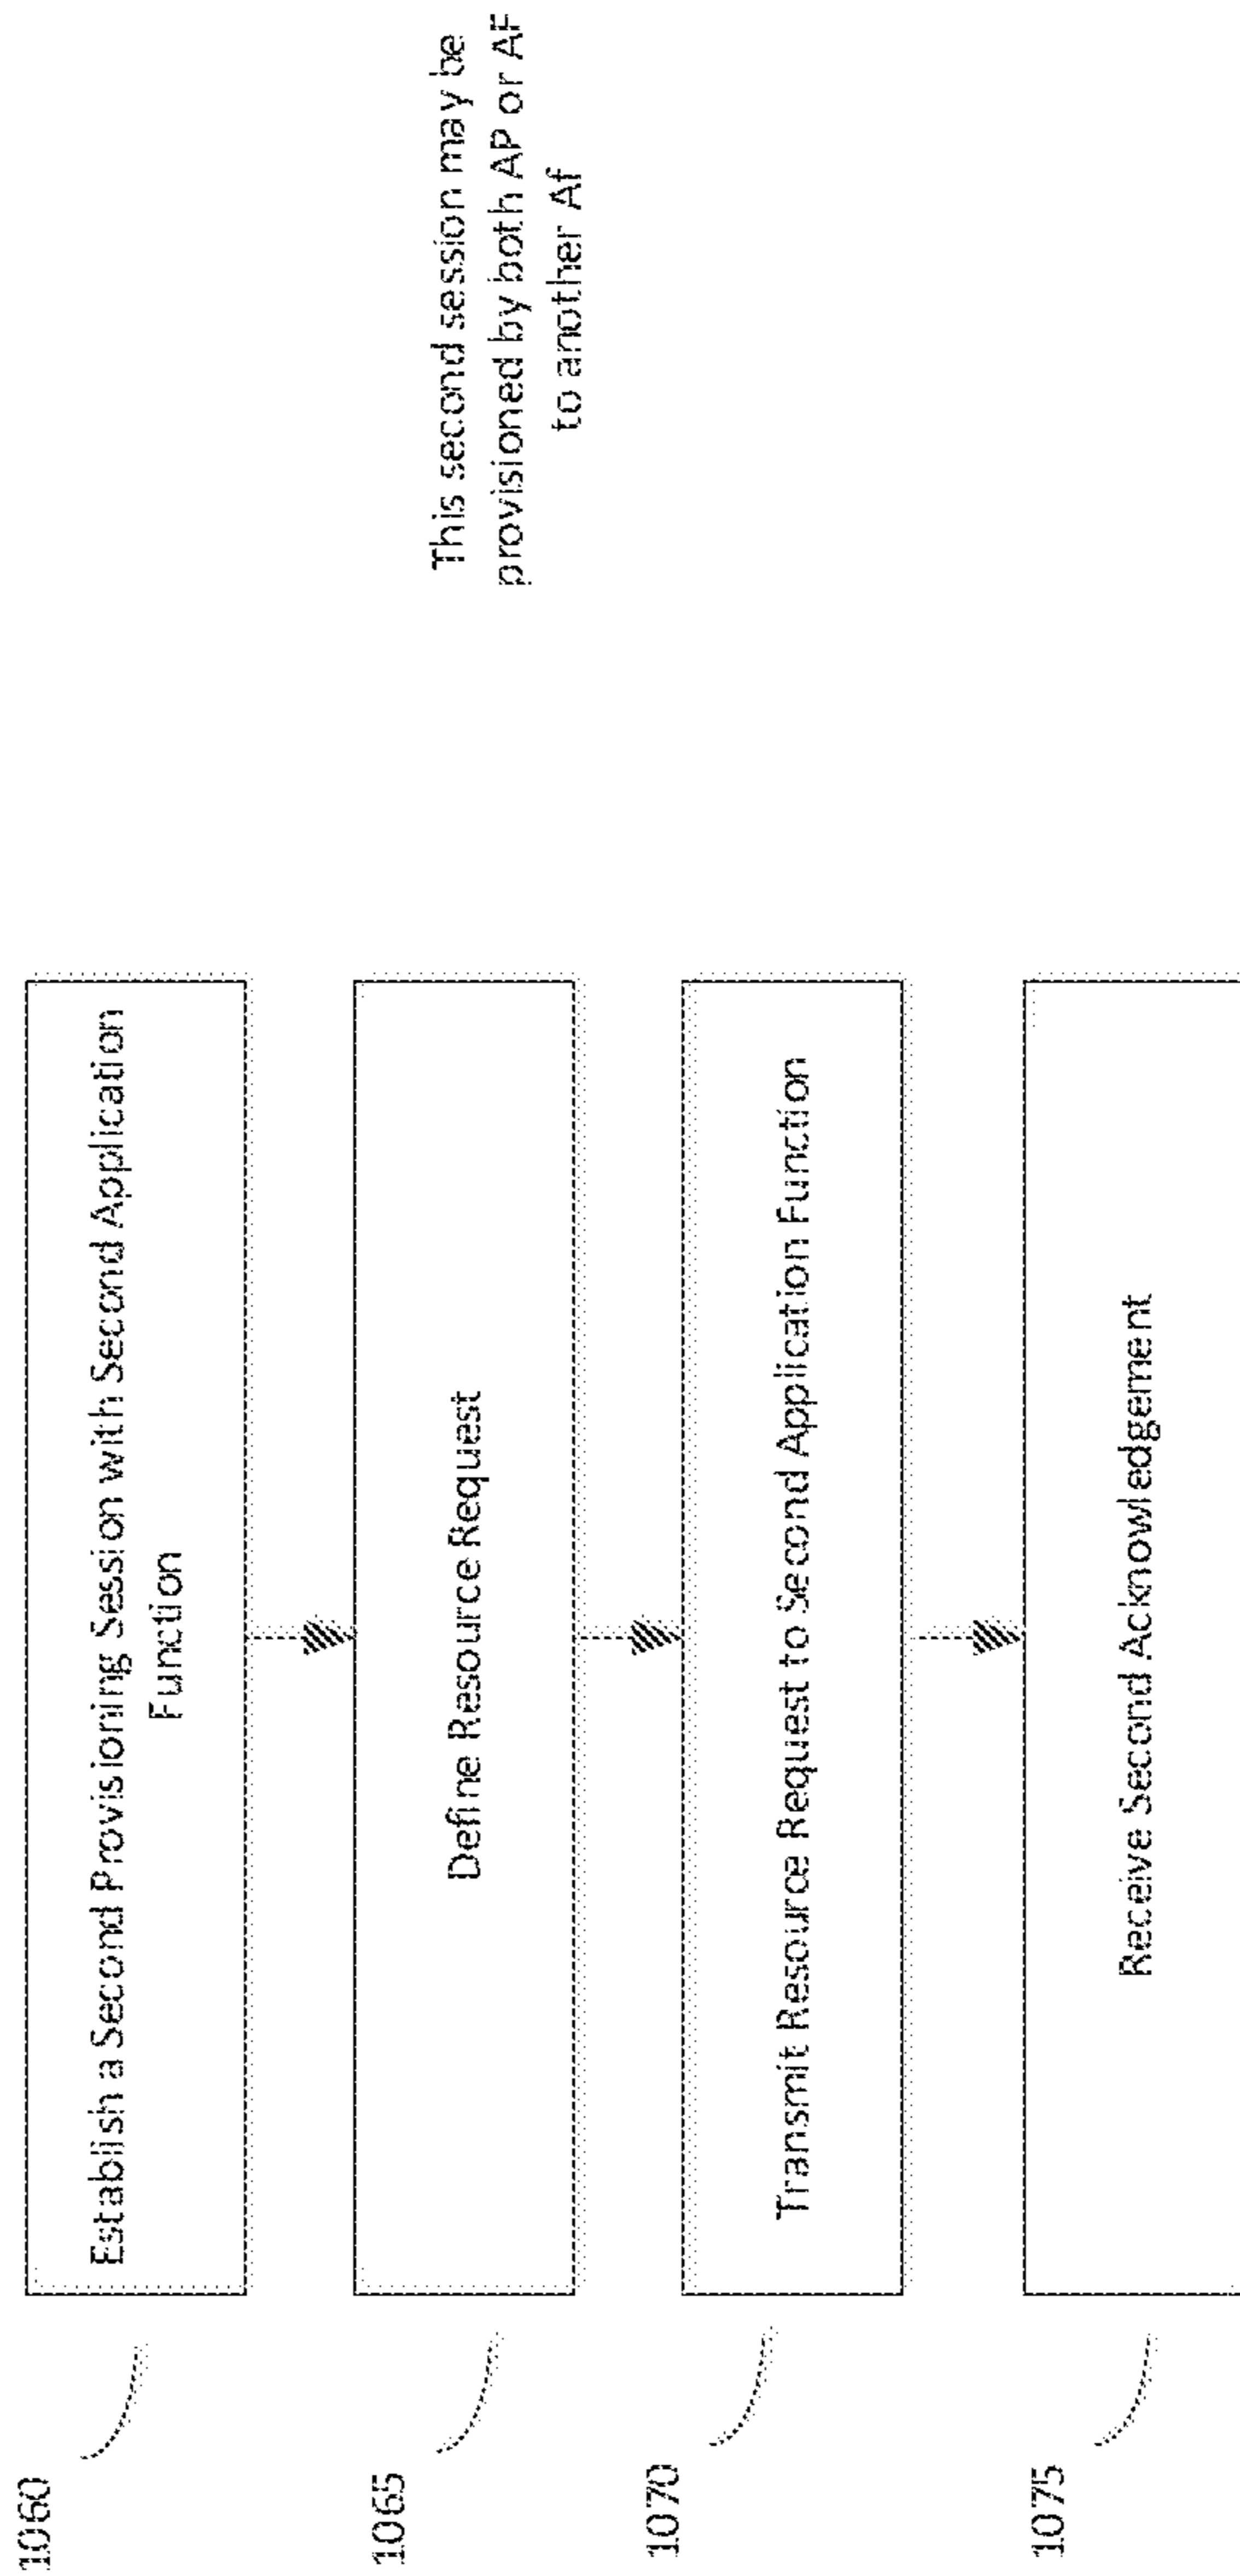 1060
Establish a Second Provisioning Session with Second Application
Function
1065
Define Resource Request
This second session may be
provisioned by both AP or AF
to another Af
1070
Transmit Resource Request to Second Application Function
1075
Receive Second Acknowledgement